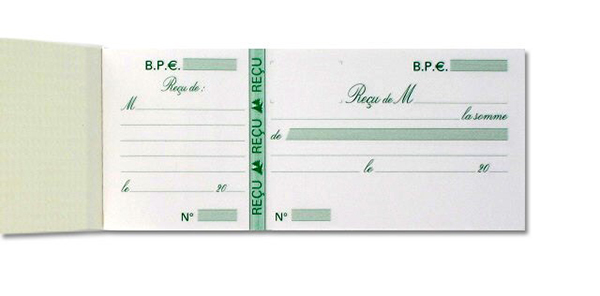 B.P.€.
Reçu de :
M
le 20
N°
REÇU REÇU REÇU
B.P.€.
Reçu de M
la somme
de
le 20
N°